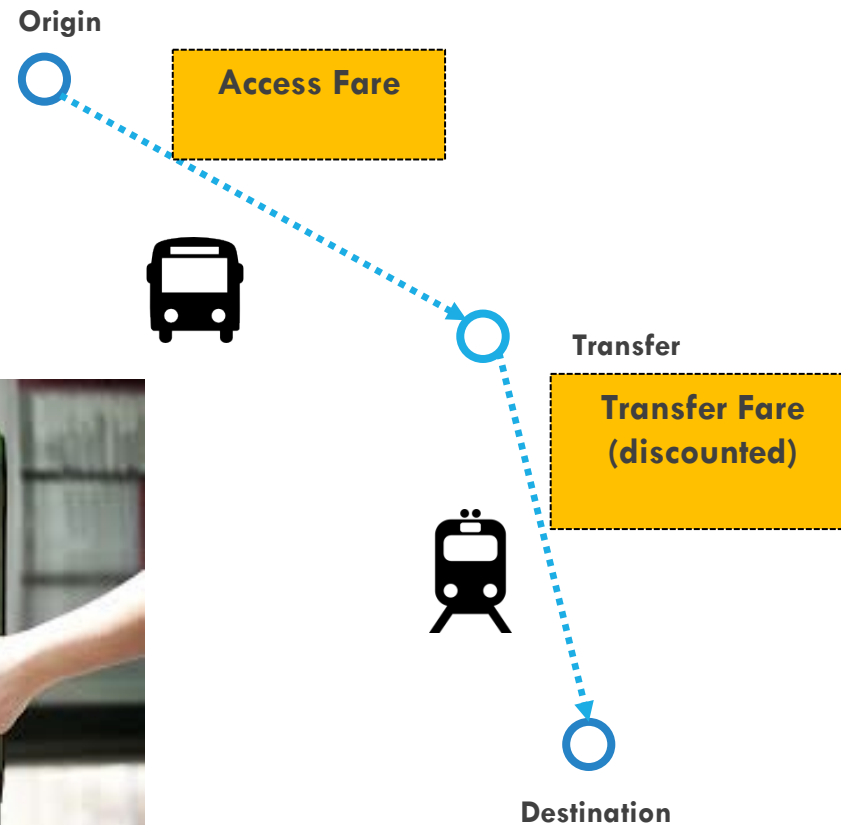 Origin
Access Fare
Transfer
Transfer Fare
(discounted)
Destination